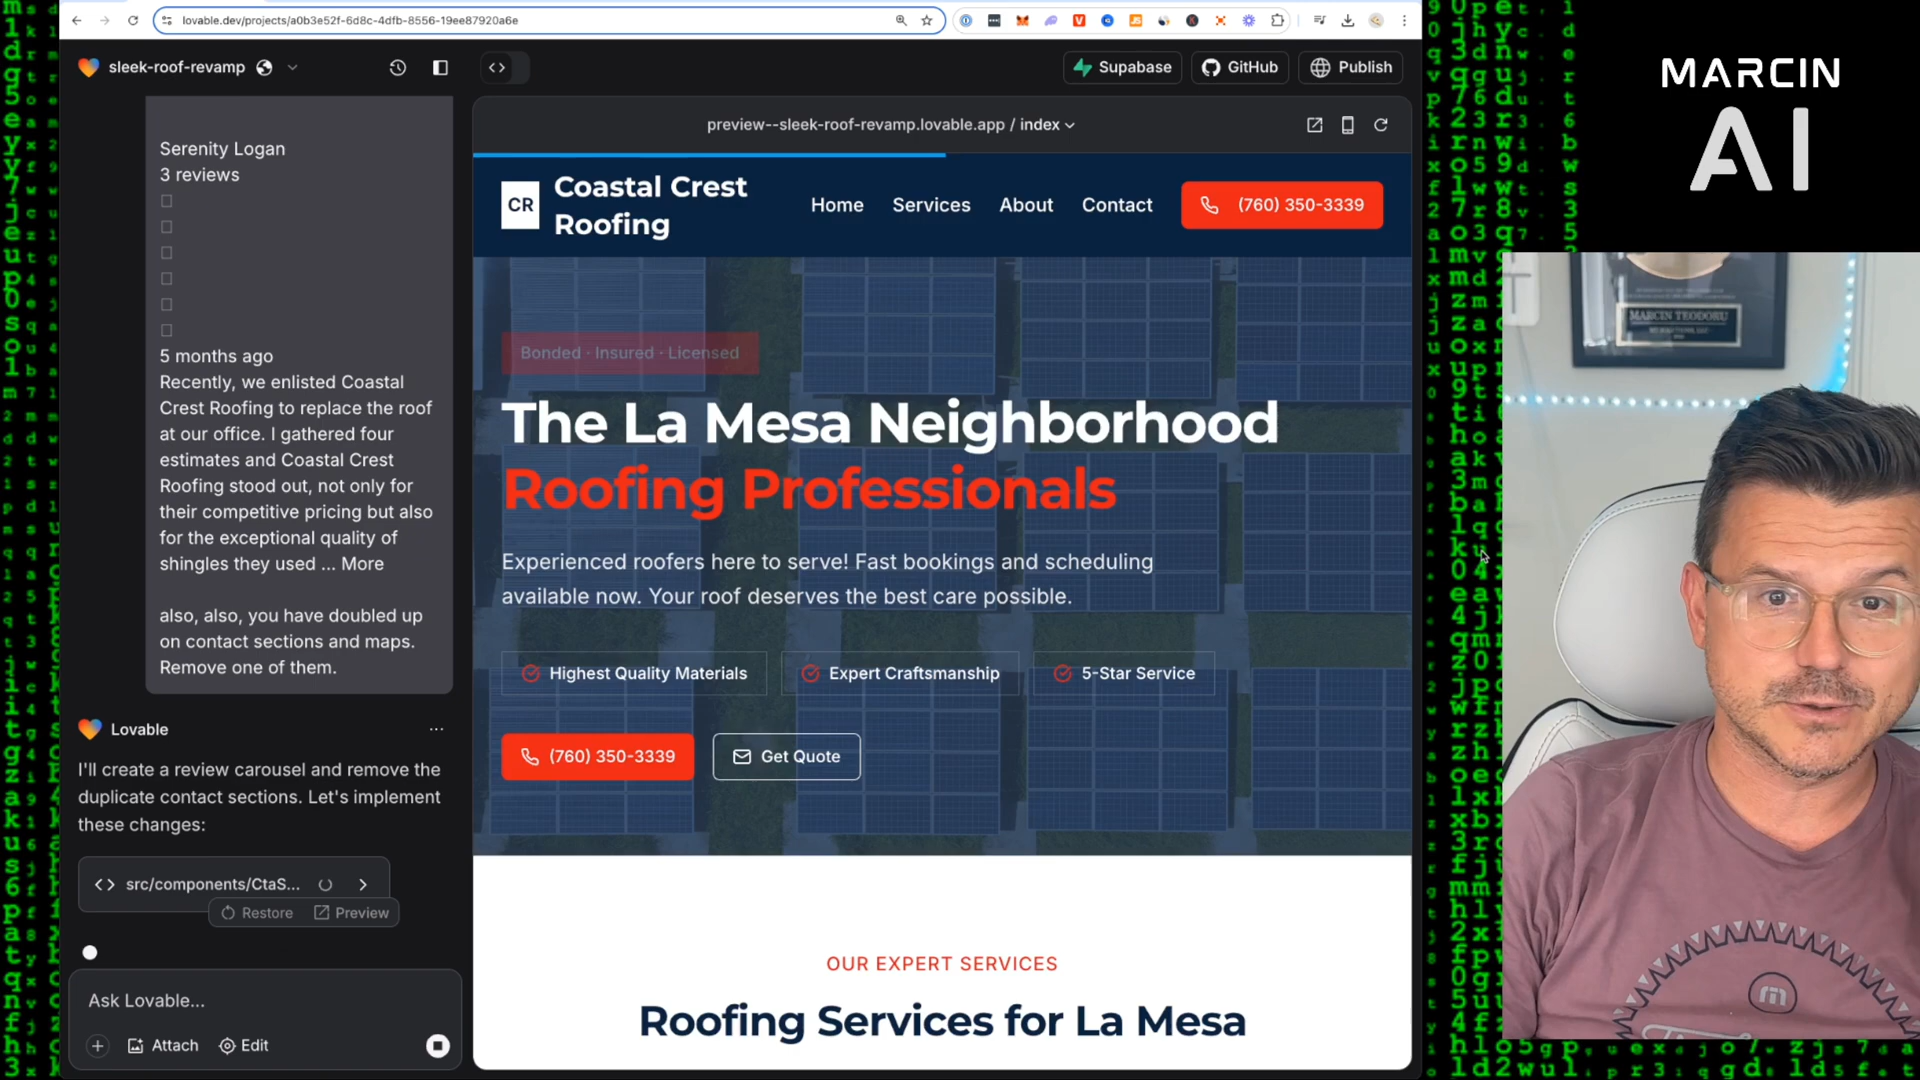 lovable.dev/projects/a0b3e52f-6d8c-4dfb-8556-19ee87920a6e
sleek-roof-revamp
Supabase
GitHub
Publish
MARCIN
AI
Serenity Logan
3 reviews
5 months ago
Recently, we enlisted Coastal
Crest Roofing to replace the roof
at our office. I gathered four
estimates and Coastal Crest
Roofing stood out, not only for
their competitive pricing but also
for the exceptional quality of
shingles they used ... More
also, also, you have doubled up
on contact sections and maps.
Remove one of them.
Lovable
I'll create a review carousel and remove the
duplicate contact sections. Let's implement
these changes:
src/components/CtaS...
Restore
Preview
Ask Lovable...
Attach
Edit
preview--sleek-roof-revamp.lovable.app / index
CR
Coastal Crest
Roofing
Home
Services
About
Contact
(760) 350-3339
Bonded · Insured · Licensed
The La Mesa Neighborhood
Roofing Professionals
Experienced roofers here to serve! Fast bookings and scheduling
available now. Your roof deserves the best care possible.
Highest Quality Materials
Expert Craftsmanship
5-Star Service
(760) 350-3339
Get Quote
OUR EXPERT SERVICES
Roofing Services for La Mesa
MARCIN TEODORU